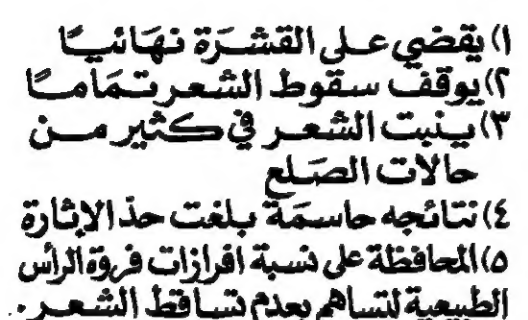 ١) يقضي على القشرة نهائيًا
٢) يوقف سقوط الشعر تمامًا
٣) ينبت الشعر في كثير من
حالات الصلع
٤) نتائجه حاسمة بلغت حدّ الإثارة
٥) المحافظة على نسبة افرازات فروة الرأس
الطبيعية لتساهم بعدم تساقط الشعر.